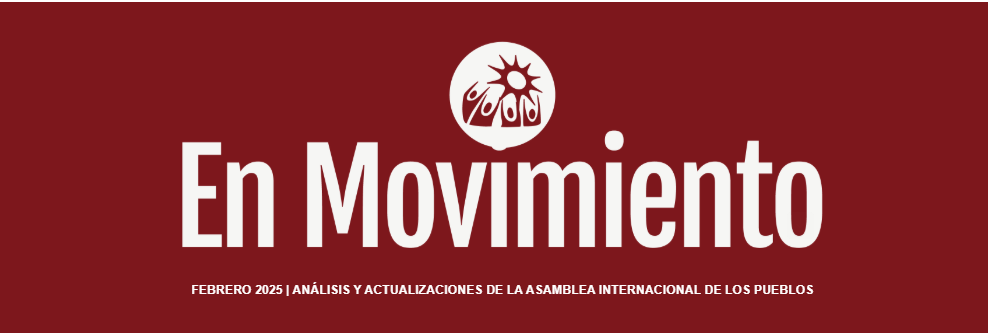 En Movimiento
FEBRERO 2025 | ANÁLISIS Y ACTUALIZACIONES DE LA ASAMBLEA INTERNACIONAL DE LOS PUEBLOS